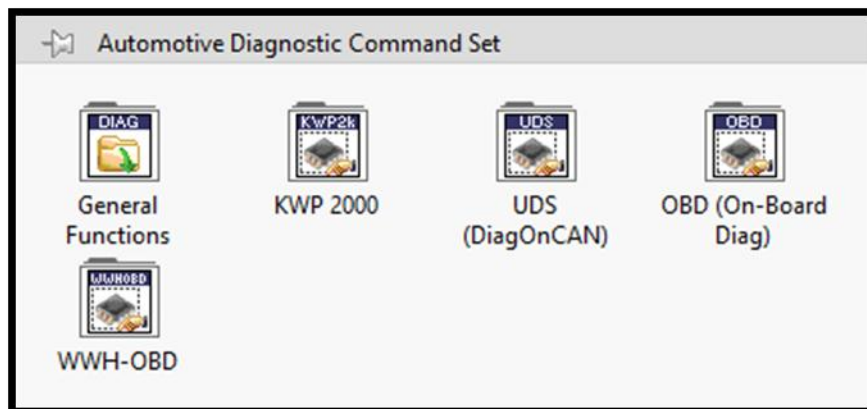 Automotive Diagnostic Command Set
DIAG
KWP2k
UDS
OBD
General
Functions
KWP 2000
UDS
(DiagOnCAN)
OBD (On-Board
Diag)
WWHOBD
WWH-OBD